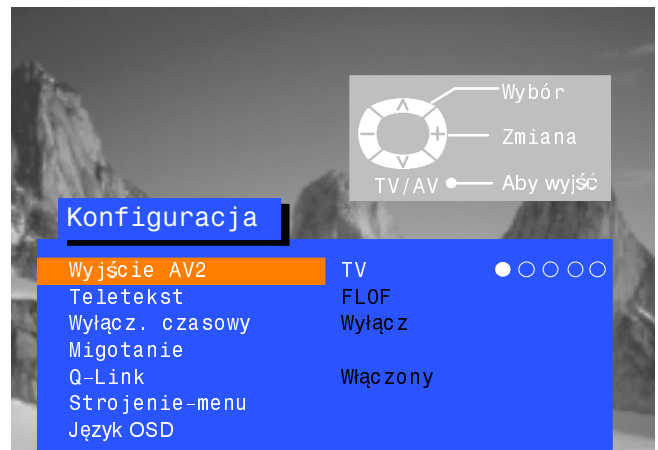 Wybór
Zmiana
TV/AV Aby wyjść
Konfiguracja
Wyjście AV2 TV
Teletekst FLOF
Wyłącz. czasowy Wyłącz
Migotanie
Q-Link Włączony
Strojenie-menu
Język OSD